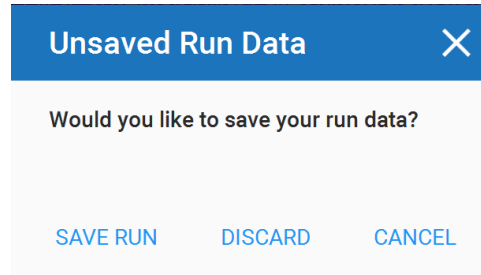 Unsaved Run Data
Would you like to save your run data?
SAVE RUN DISCARD CANCEL